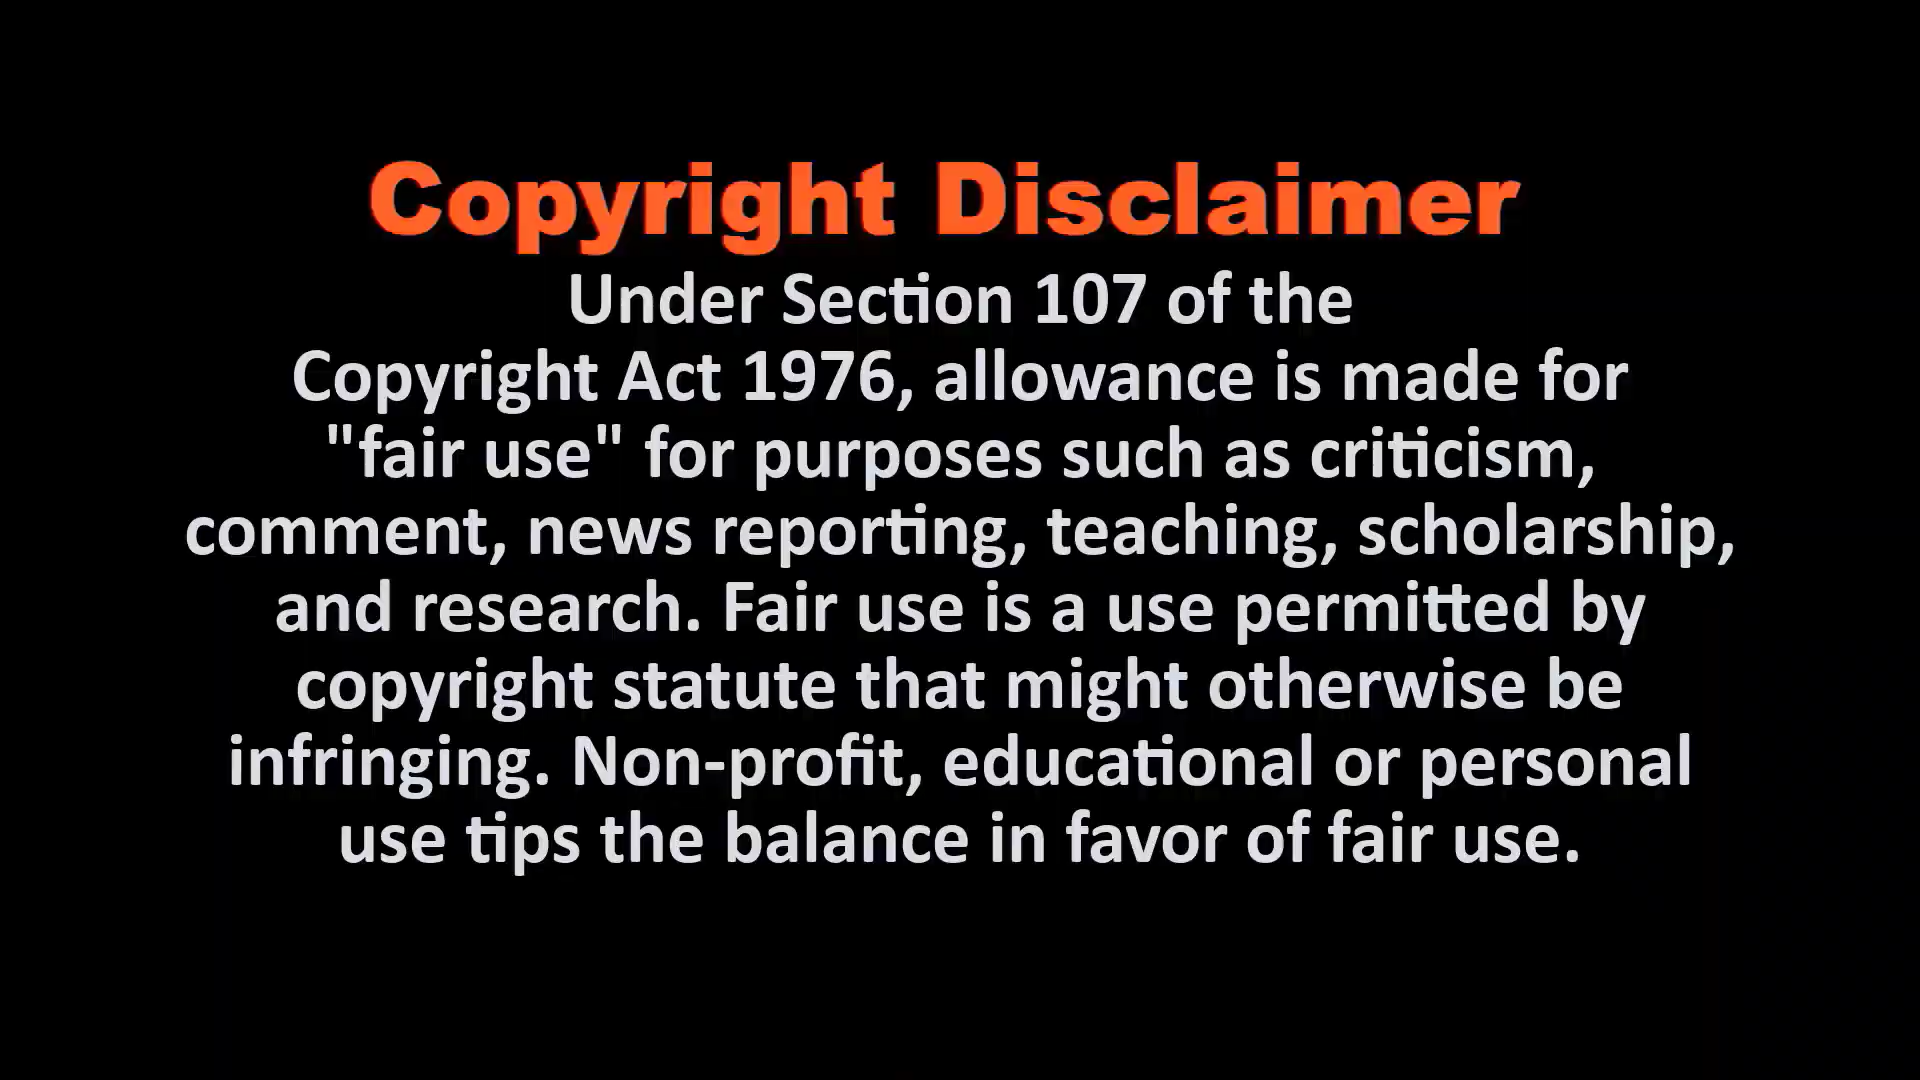 Copyright Disclaimer
Under Section 107 of the
Copyright Act 1976, allowance is made for
"fair use" for purposes such as criticism,
comment, news reporting, teaching, scholarship,
and research. Fair use is a use permitted by
copyright statute that might otherwise be
infringing. Non-profit, educational or personal
use tips the balance in favor of fair use.